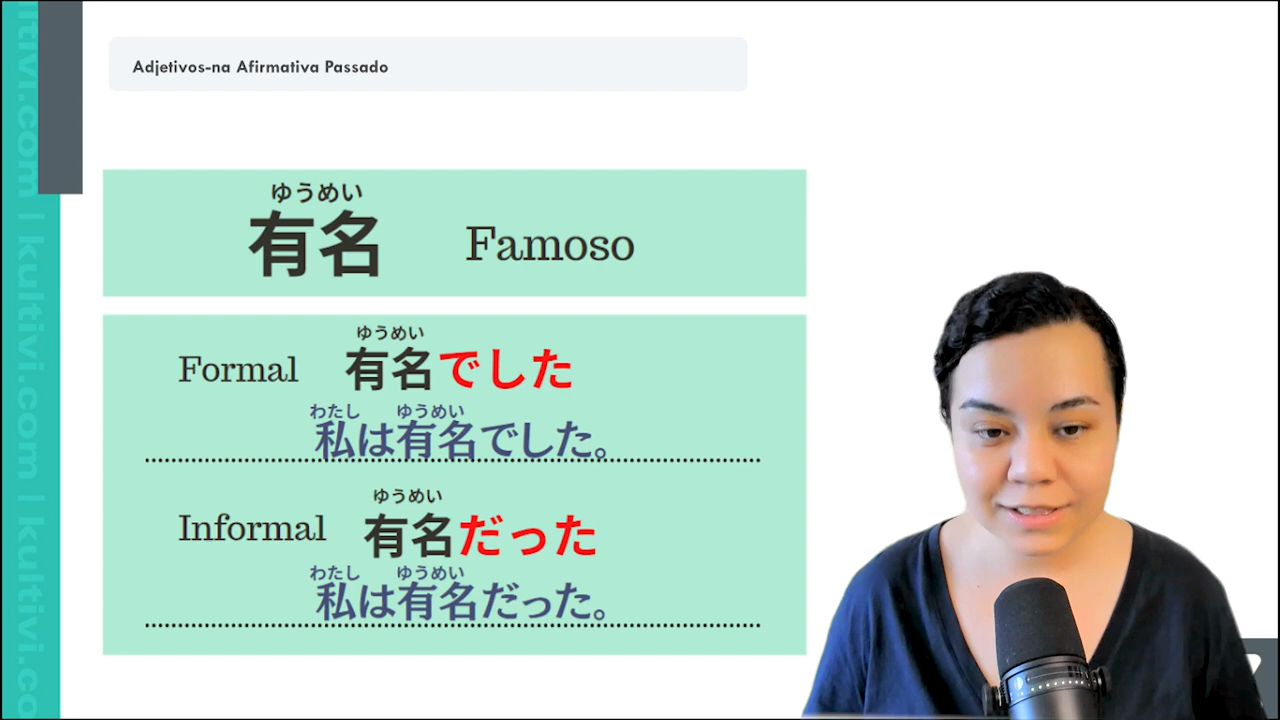 Adjetivos-na Afirmativa Passado
ゆうめい
有名 Famoso
ゆうめい
Formal 有名でした
わたし ゆうめい
私は有名でした。
ゆうめい
Informal 有名だった
わたし ゆうめい
私は有名だった。
ultivi.com | kultivi.com | kultivi.co